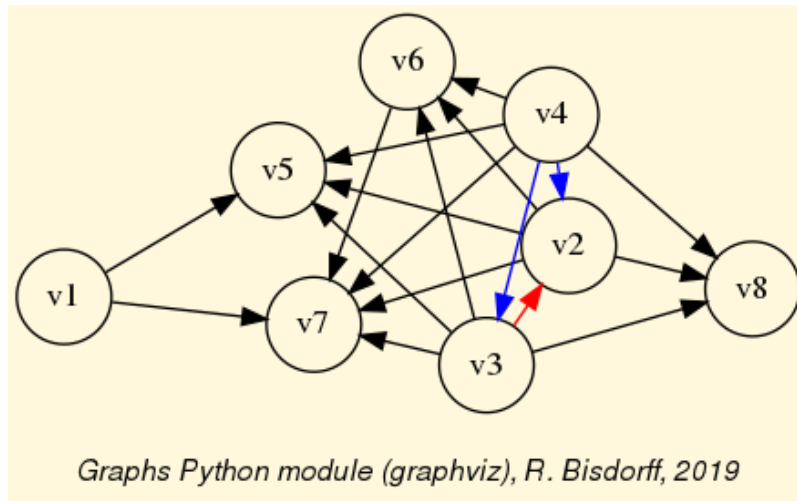 v6
v4
v5
v2
v1
v7
v3
v8
Graphs Python module (graphviz), R. Bisdorff, 2019